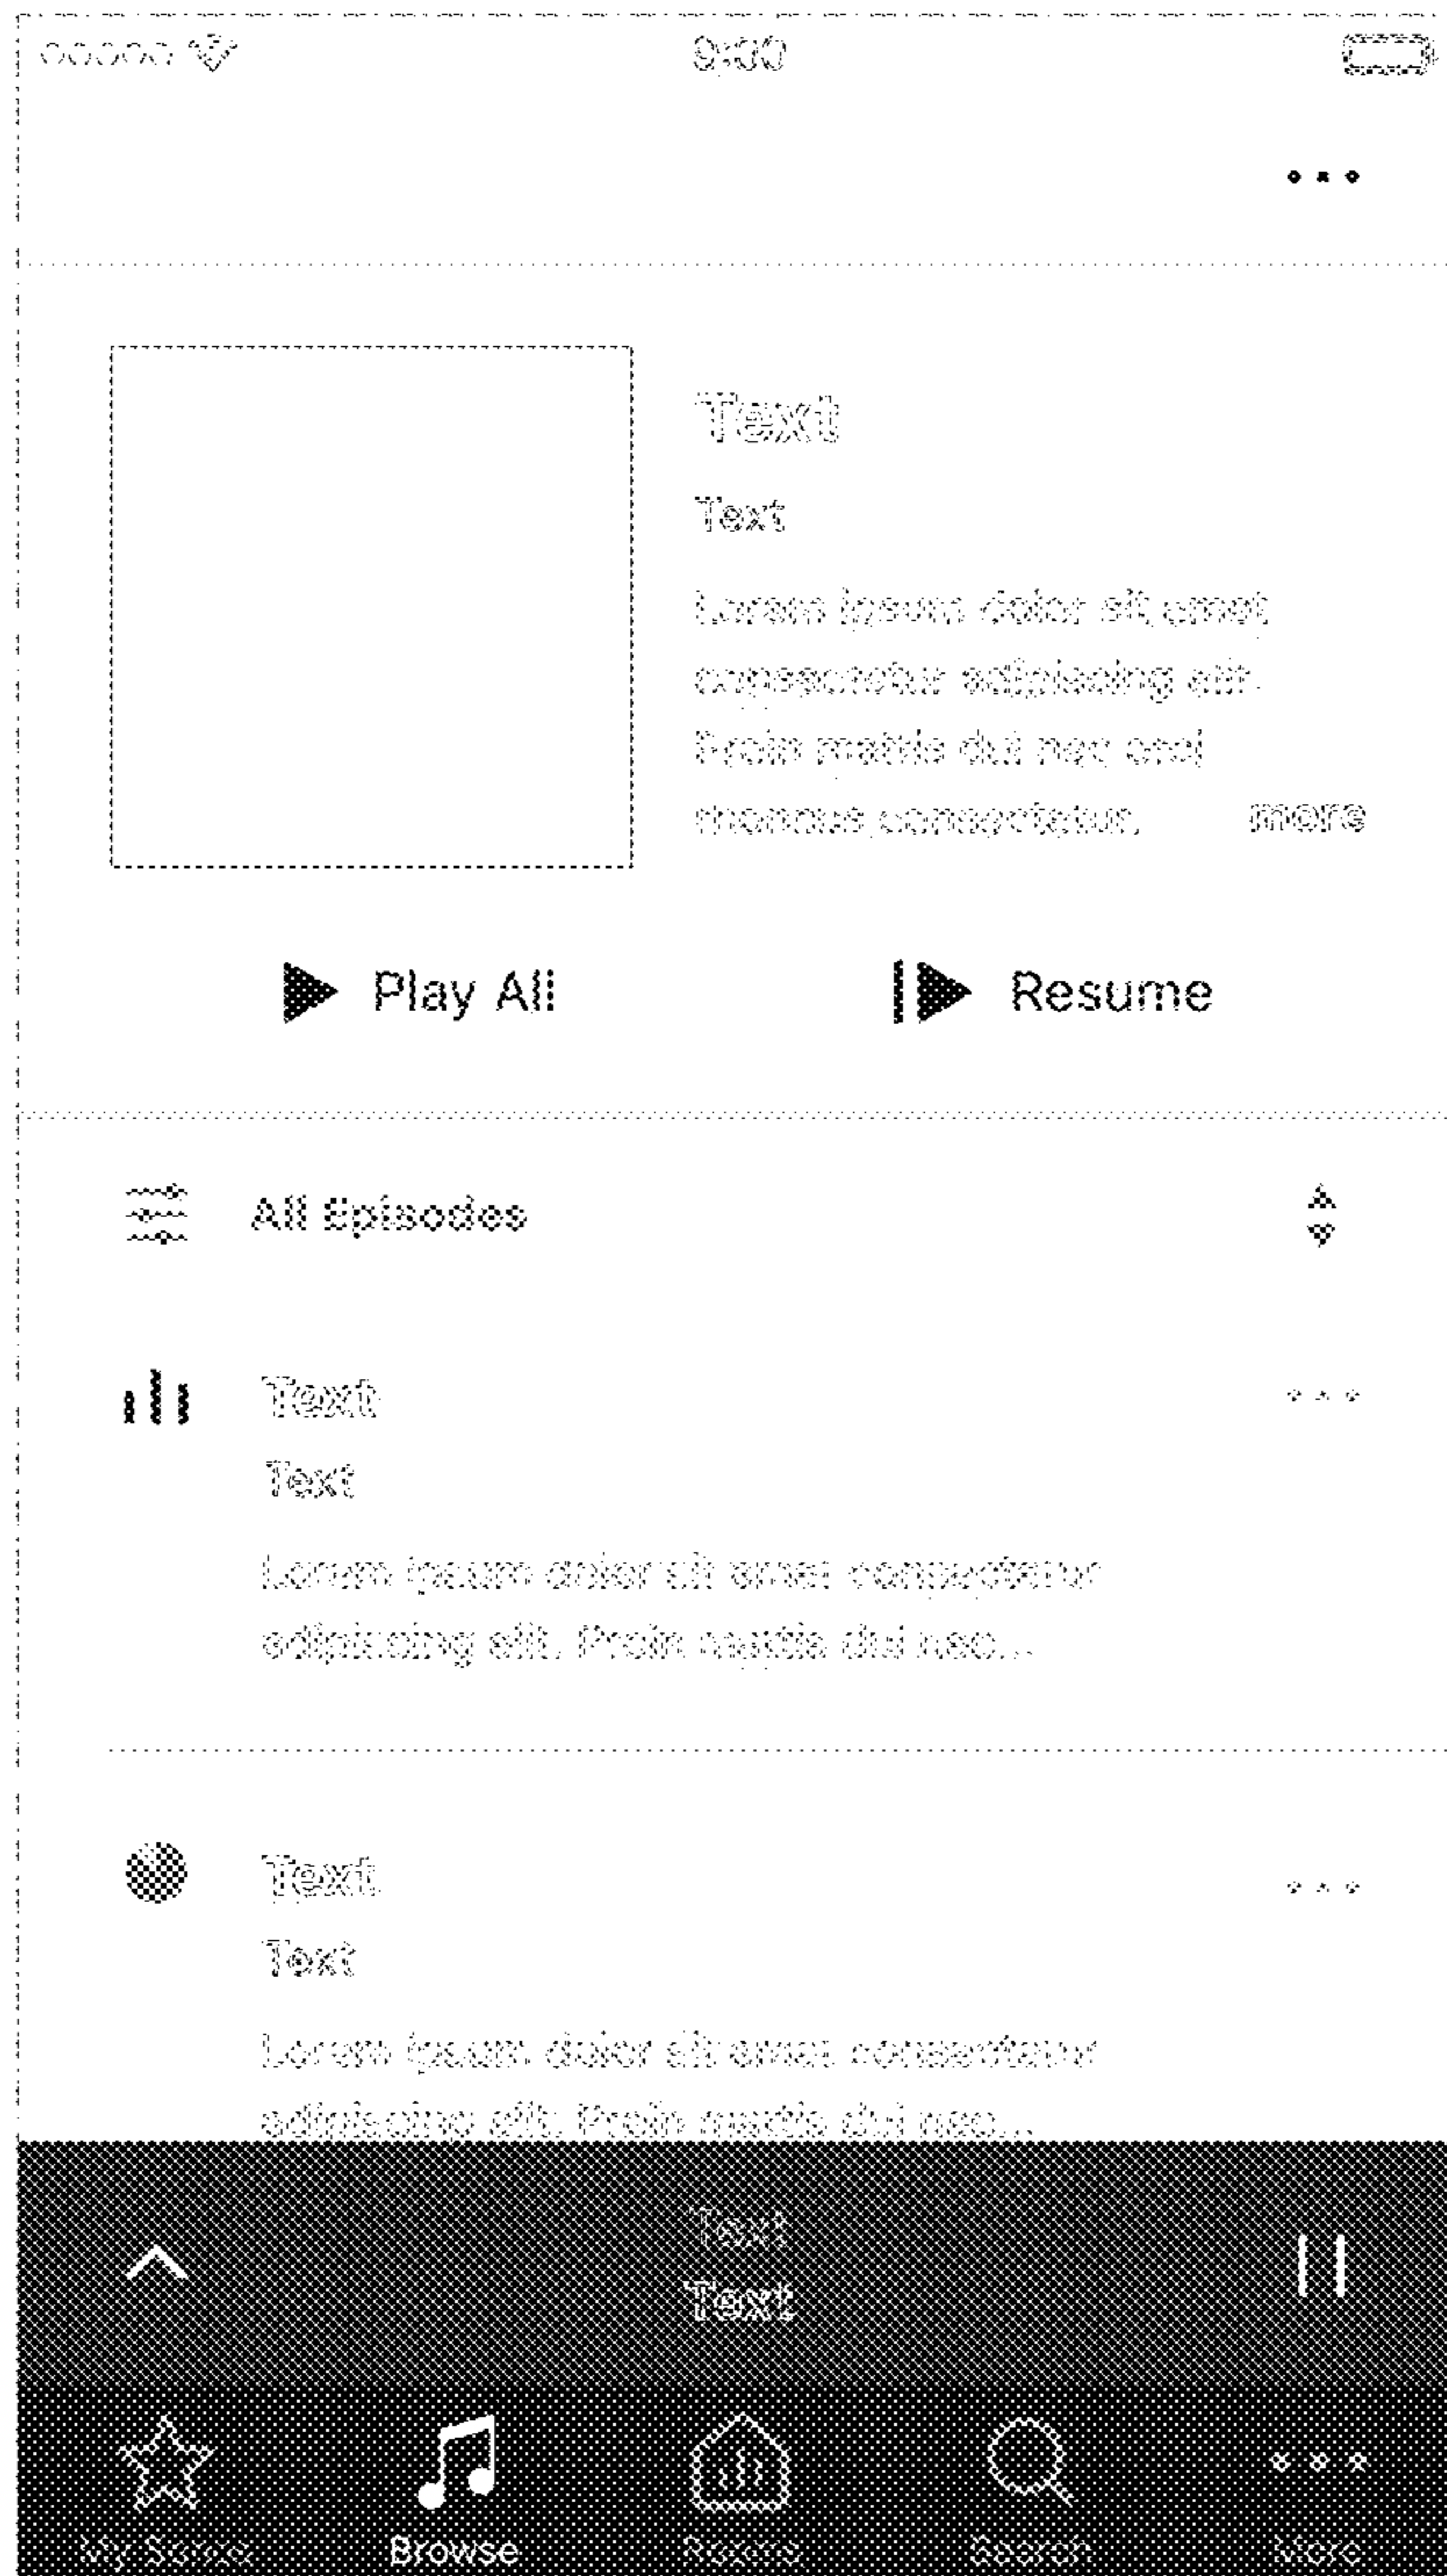 9:00
Text
Text
Lorem ipsum dolor sit amet
consectetur adipiscing elit.
Proin mattis dui nec orci
rhoncus consectetur. more
Play All
Resume
All Episodes
Text
Text
Lorem ipsum dolor sit amet consectetur
adipiscing elit. Proin mattis dui nec...
Text
Text
Lorem ipsum dolor sit amet consectetur
adipiscing elit. Proin mattis dui nec...
Text
Text
My Sonos Browse Rooms Search More